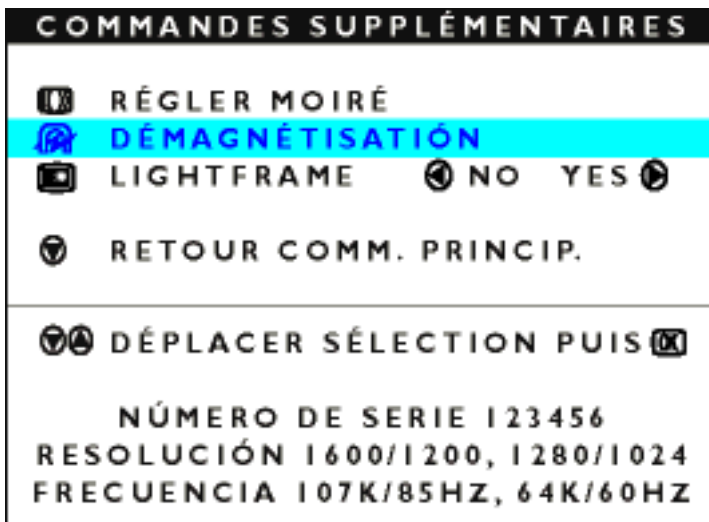 COMMANDES SUPPLÉMENTAIRES
RÉGLER MOIRÉ
DÉMAGNÉTISATIÓN
LIGHTFRAME NO YES
RETOUR COMM. PRINCIP.
DÉPLACER SÉLECTION PUIS OK
NÚMERO DE SERIE 123456
RESOLUCIÓN 1600/1200, 1280/1024
FRECUENCIA 107K/85HZ, 64K/60HZ